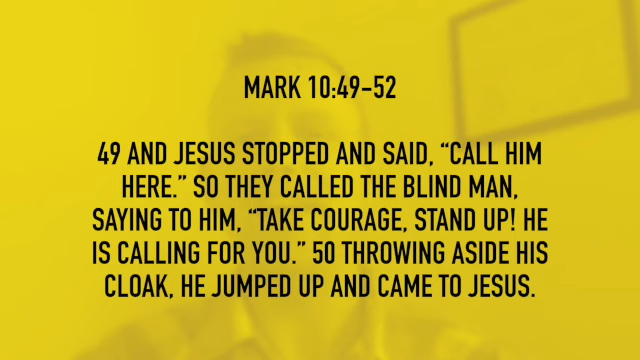 MARK 10:49-52
49 AND JESUS STOPPED AND SAID, “CALL HIM
HERE.” SO THEY CALLED THE BLIND MAN,
SAYING TO HIM, “TAKE COURAGE, STAND UP! HE
IS CALLING FOR YOU.” 50 THROWING ASIDE HIS
CLOAK, HE JUMPED UP AND CAME TO JESUS.